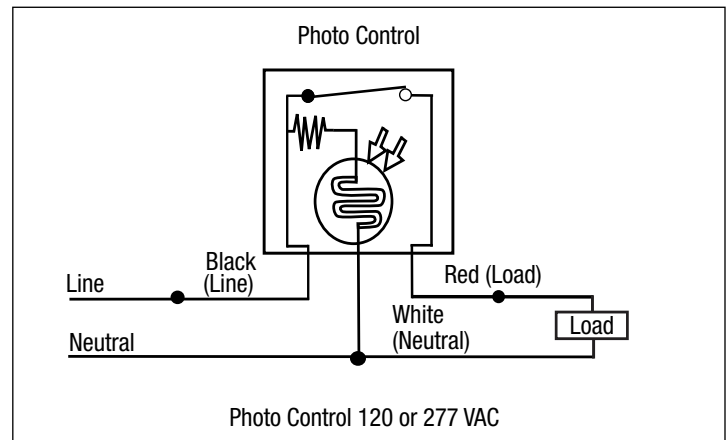 Photo Control
Line
Black
(Line)
Red (Load)
White
(Neutral)
Load
Neutral
Photo Control 120 or 277 VAC